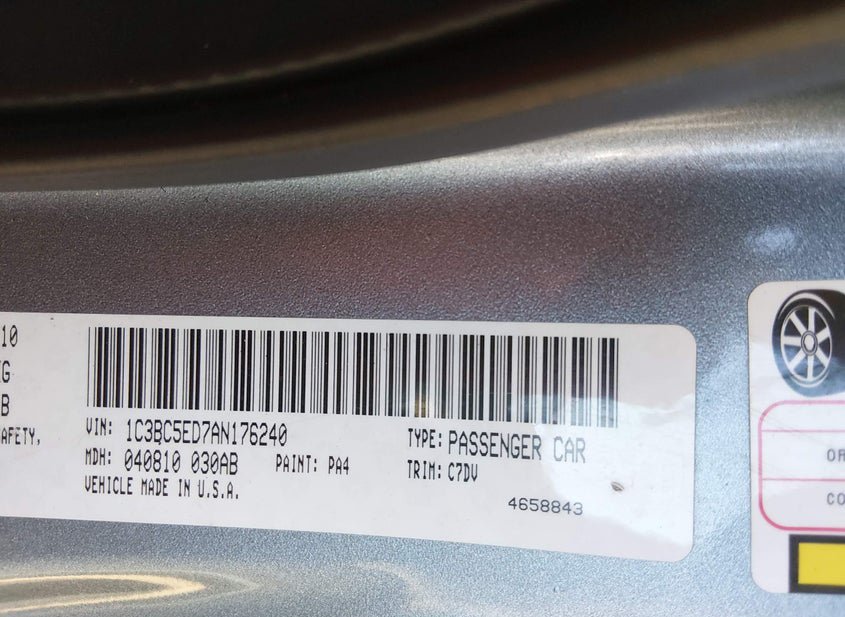 10
G
B
AFETY,
VIN: 1C3BC5ED7AN176240
TYPE: PASSENGER CAR
MDH: 040810 030AB
PAINT: PA4
TRIM: C7DV
VEHICLE MADE IN U.S.A.
4658843
OR
CO